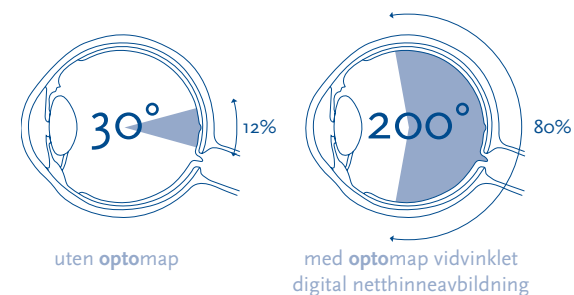 30°
12%
200°
80%
uten optomap
med optomap vidvinklet
digital netthinneavbildning